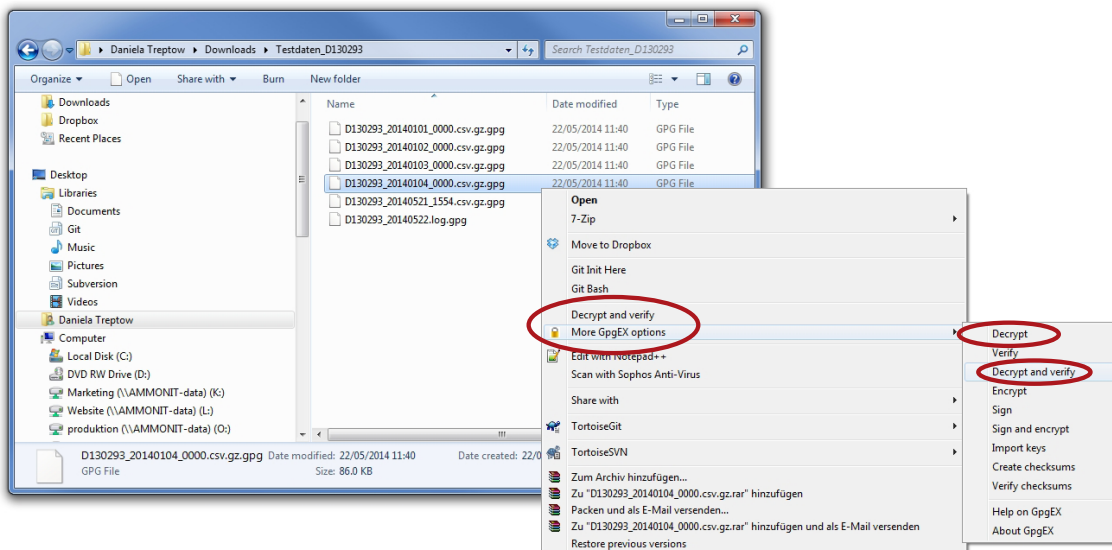 Daniela Treptow ▸ Downloads ▸ Testdaten_D130293
Search Testdaten_D130293
Organize Open Share with Burn New folder
Downloads
Dropbox
Recent Places
Desktop
Libraries
Documents
Git
Music
Pictures
Subversion
Videos
Daniela Treptow
Computer
Local Disk (C:)
DVD RW Drive (D:)
Marketing (\\AMMONIT-data) (K:)
Website (\\AMMONIT-data) (L:)
produktion (\\AMMONIT-data) (O:)
Name Date modified Type
D130293_20140101_0000.csv.gz.gpg 22/05/2014 11:40 GPG File
D130293_20140102_0000.csv.gz.gpg 22/05/2014 11:40 GPG File
D130293_20140103_0000.csv.gz.gpg 22/05/2014 11:40 GPG File
D130293_20140104_0000.csv.gz.gpg 22/05/2014 11:40 GPG File
D130293_20140521_1554.csv.gz.gpg
D130293_20140522.log.gpg
D130293_20140104_0000.csv.gz.gpg Date modified: 22/05/2014 11:40 Date created: 22/0
GPG File Size: 86.0 KB
Open
7-Zip
Move to Dropbox
Git Init Here
Git Bash
Decrypt and verify
More GpgEX options
Edit with Notepad++
Scan with Sophos Anti-Virus
Share with
TortoiseGit
TortoiseSVN
Zum Archiv hinzufügen...
Zu "D130293_20140104_0000.csv.gz.rar" hinzufügen
Packen und als E-Mail versenden...
Zu "D130293_20140104_0000.csv.gz.rar" hinzufügen und als E-Mail versenden
Restore previous versions
Decrypt
Verify
Decrypt and verify
Encrypt
Sign
Sign and encrypt
Import keys
Create checksums
Verify checksums
Help on GpgEX
About GpgEX